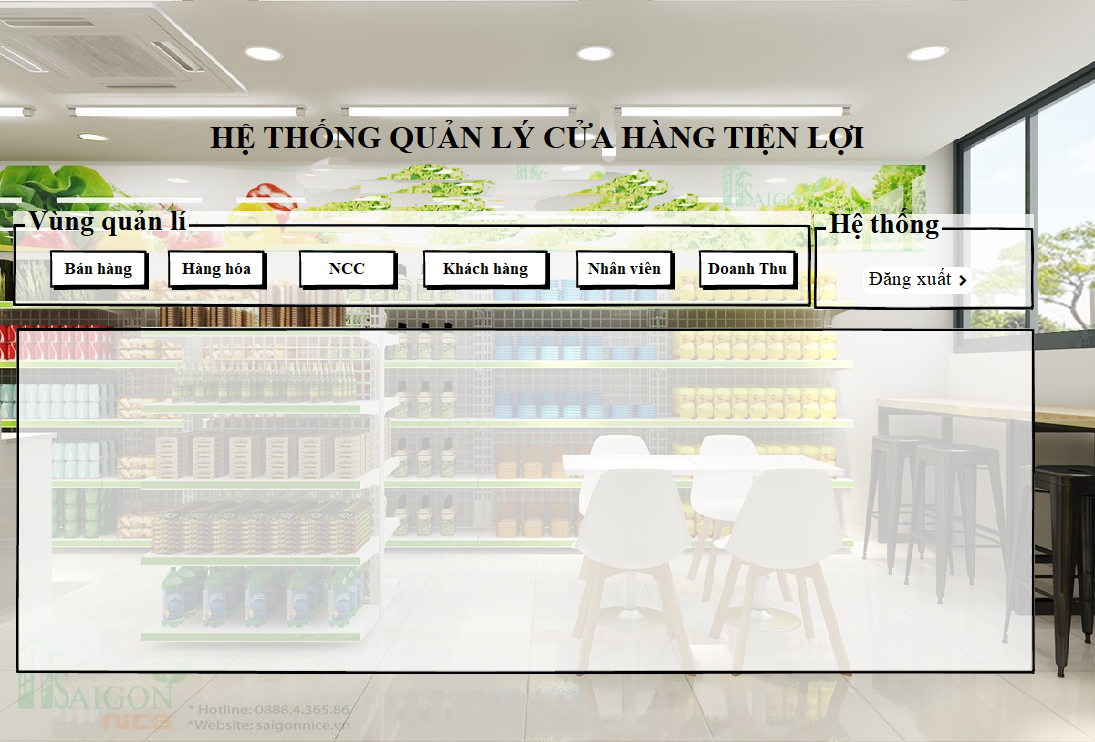 HỆ THỐNG QUẢN LÝ CỬA HÀNG TIỆN LỢI
SAIGON
Vùng quản lí
Hệ thống
Bán hàng
Hàng hóa
NCC
Khách hàng
Nhân viên
Doanh Thu
Đăng xuất
SAIGON
NICE
* Hotline: 0888.4.365.86
*Website: saigonnice.vn